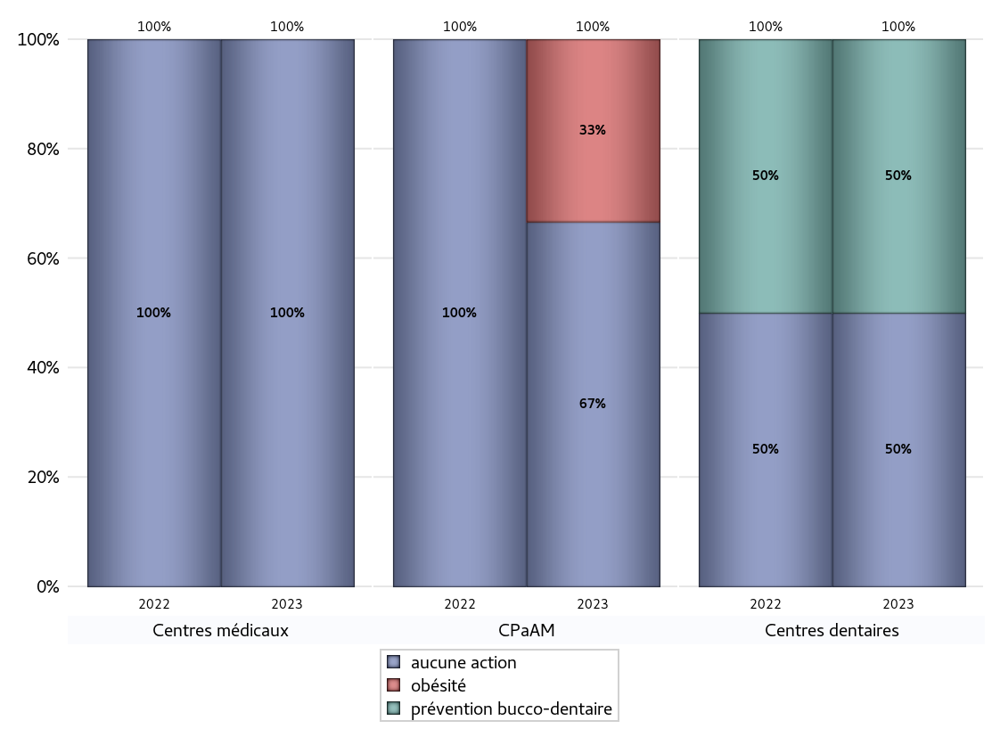 100% 100% 100% 100% 100% 100%
100%
33%
80%
50% 50%
60%
100% 100% 100%
40%
67%
50% 50%
20%
0%
2022 2023 2022 2023 2022 2023
Centres médicaux CPaAM Centres dentaires
aucune action
obésité
prévention bucco-dentaire